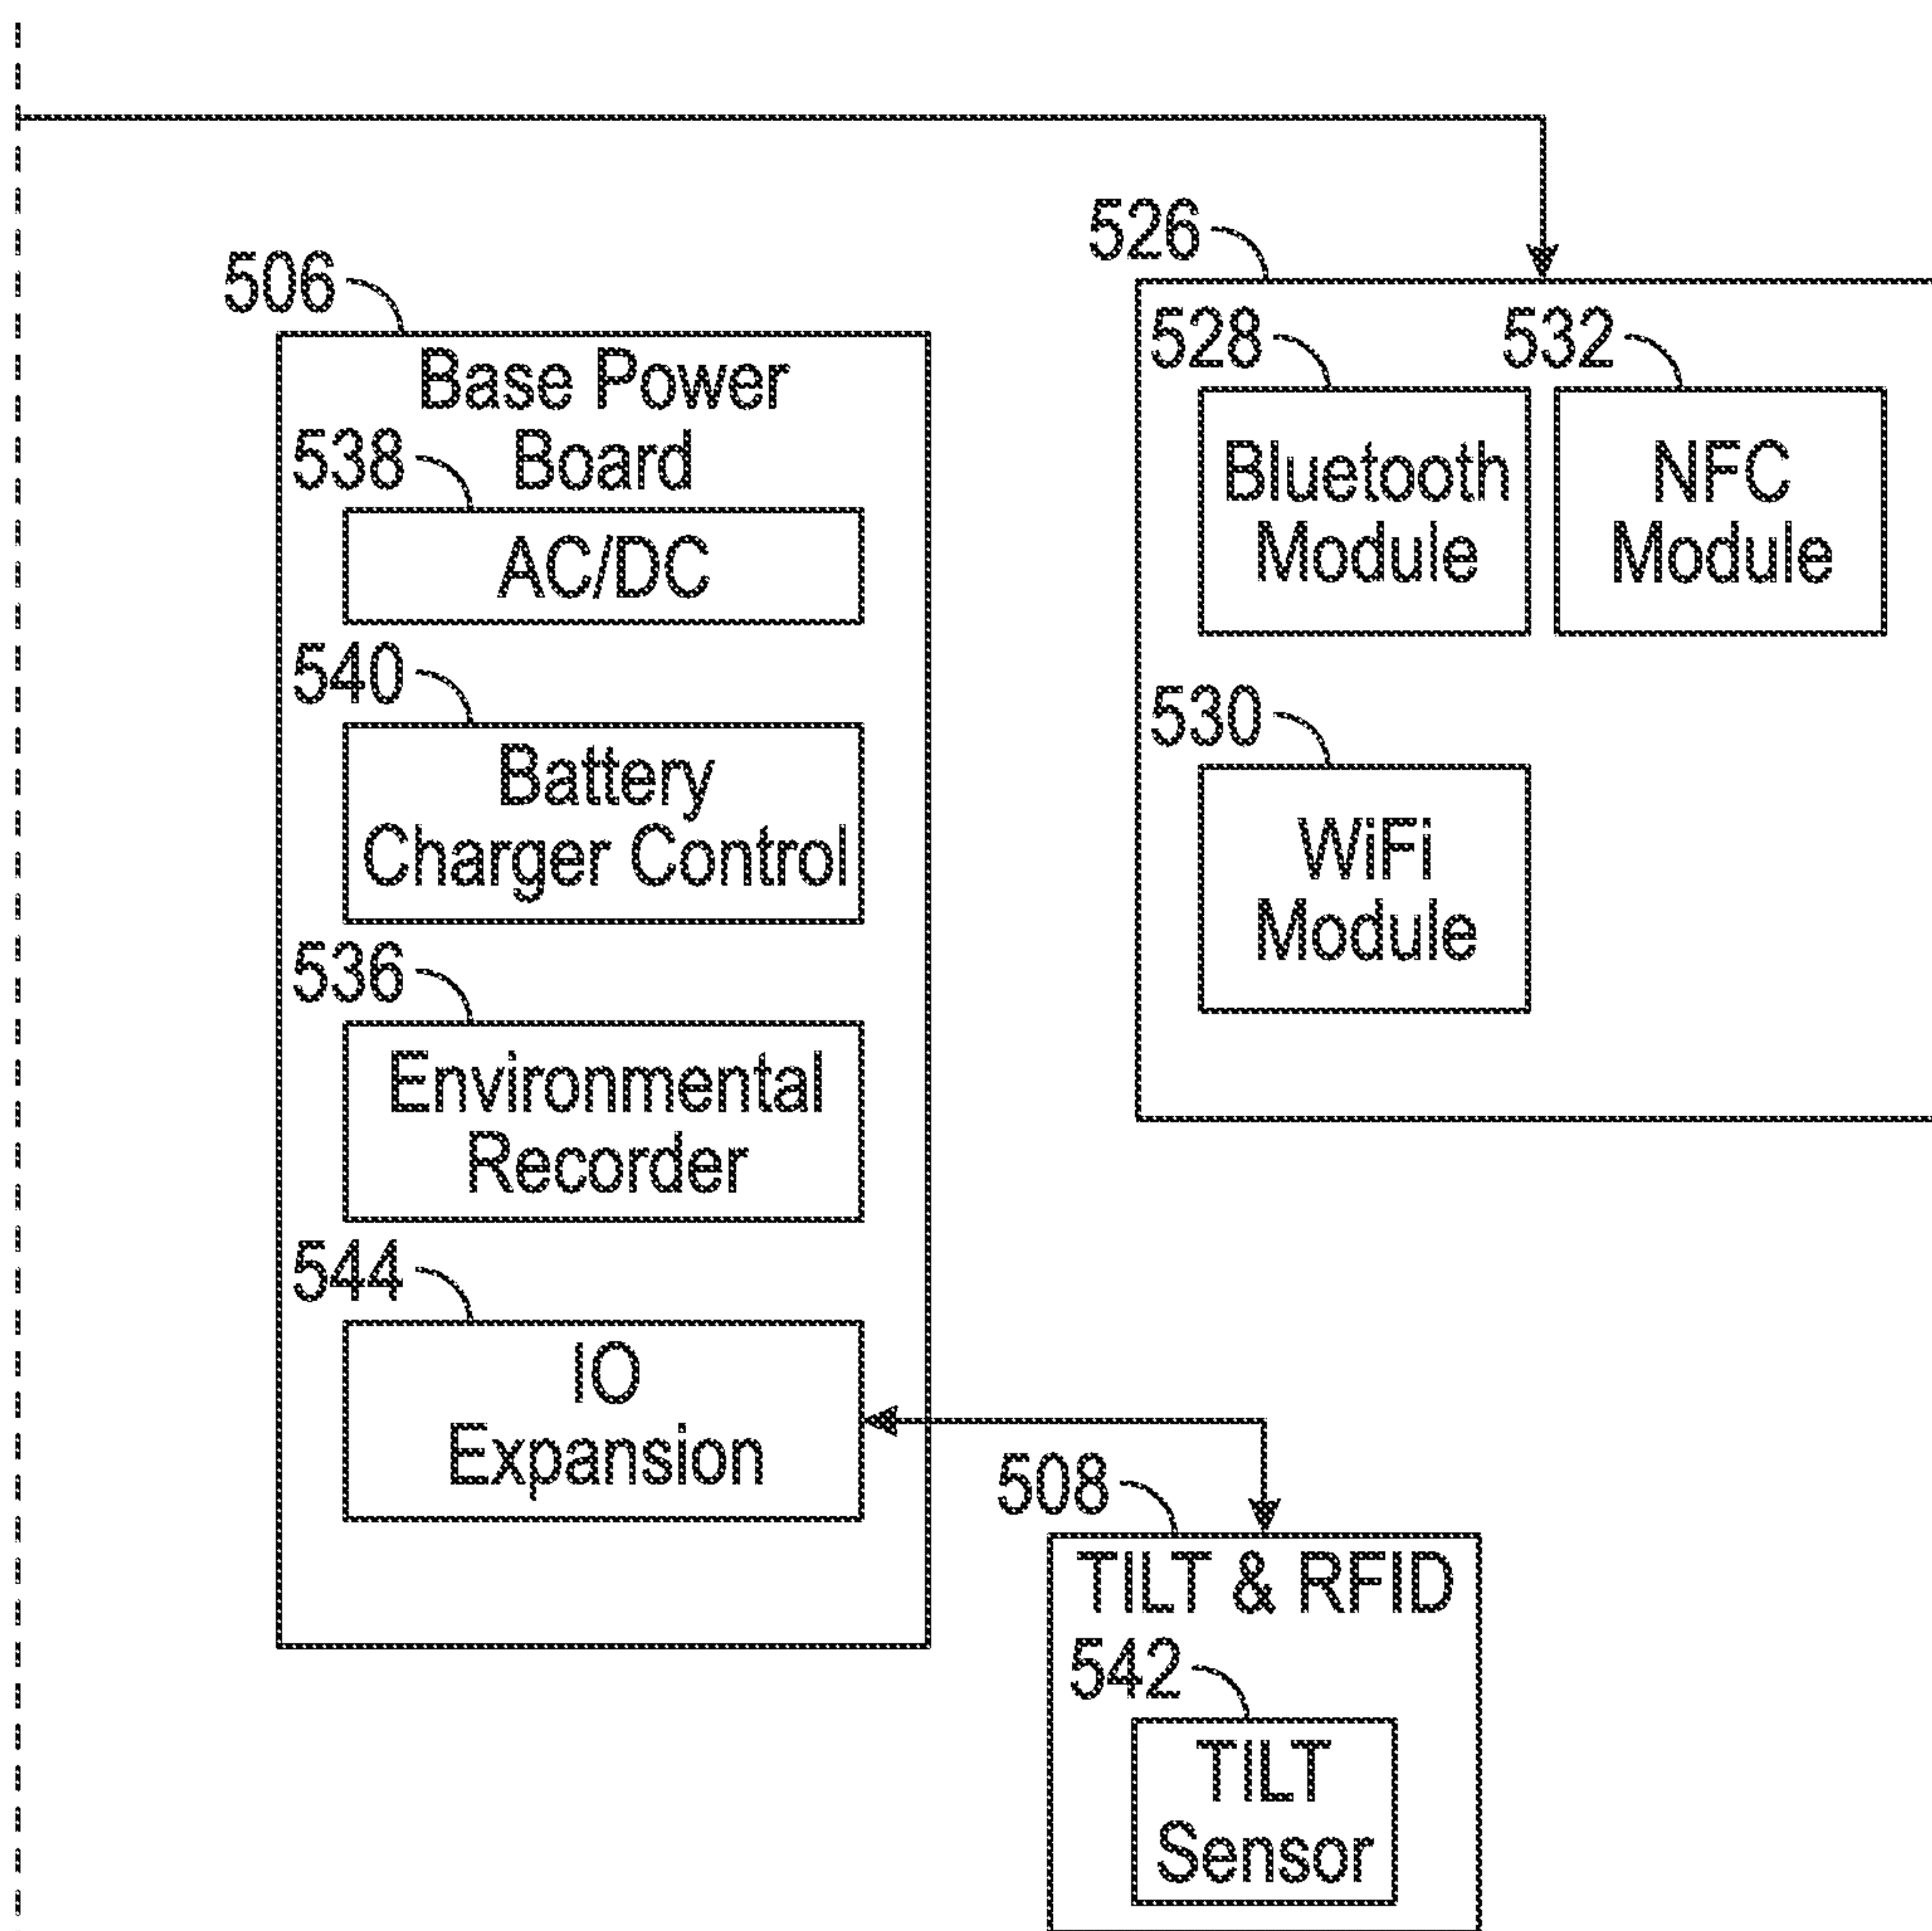 506
Base Power
Board
538
AC/DC
540
Battery
Charger Control
536
Environmental
Recorder
544
IO
Expansion
526
528
Bluetooth
Module
532
NFC
Module
530
WiFi
Module
508
TILT & RFID
542
TILT
Sensor